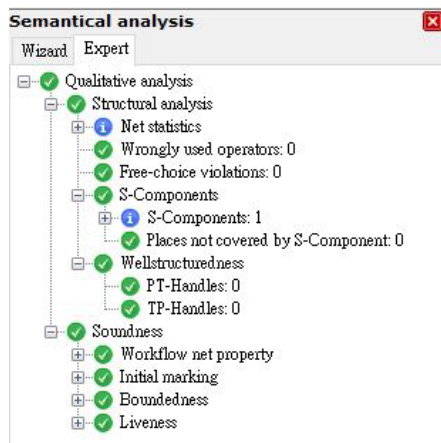 Semantical analysis
Wizard Expert
Qualitative analysis
Structural analysis
Net statistics
Wrongly used operators: 0
Free-choice violations: 0
S-Components
S-Components: 1
Places not covered by S-Component: 0
Wellstructuredness
PT-Handles: 0
TP-Handles: 0
Soundness
Workflow net property
Initial marking
Boundedness
Liveness